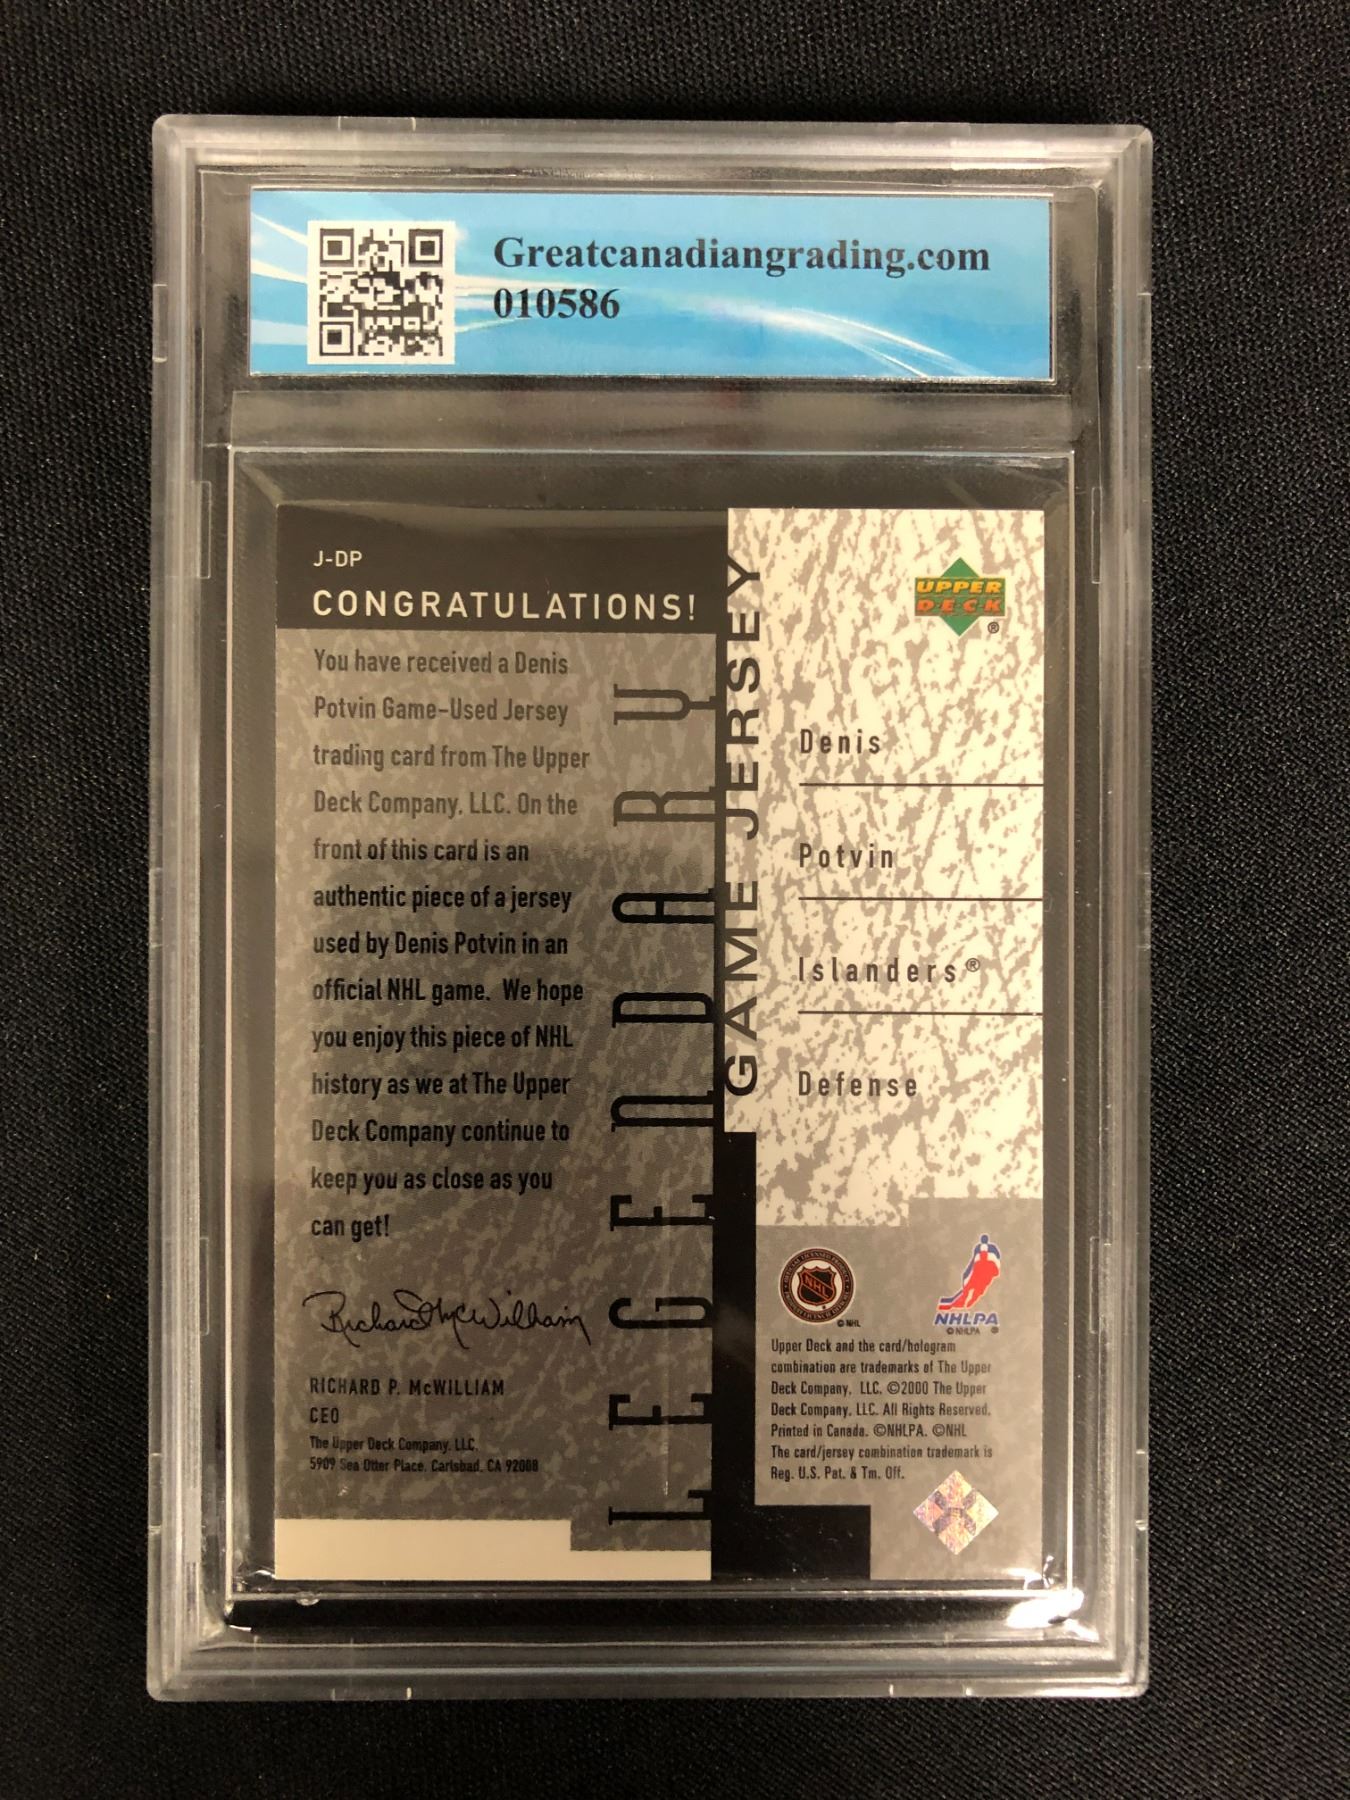 Greatcanadiangrading.com
010586
J-DP
CONGRATULATIONS!
You have received a Denis
Potvin Game-Used Jersey
trading card from The Upper
Deck Company, LLC. On the
front of this card is an
authentic piece of a jersey
used by Denis Potvin in an
official NHL game. We hope
you enjoy this piece of NHL
history as we at The Upper
Deck Company continue to
keep you as close as you
can get!
Richard McWilliam
RICHARD P. McWILLIAM
CEO
The Upper Deck Company, LLC.
5909 Sea Otter Place, Carlsbad, CA 92008
LEGENDARY
GAME JERSEY
UPPER
DECK
®
Denis
Potvin
Islanders®
Defense
NHL
©NHL
NHLPA
©NHLPA ®
Upper Deck and the card/hologram
combination are trademarks of The Upper
Deck Company, LLC. ©2000 The Upper
Deck Company, LLC. All Rights Reserved.
Printed in Canada. ©NHLPA. ©NHL
The card/jersey combination trademark is
Reg. U.S. Pat. & Tm. Off.